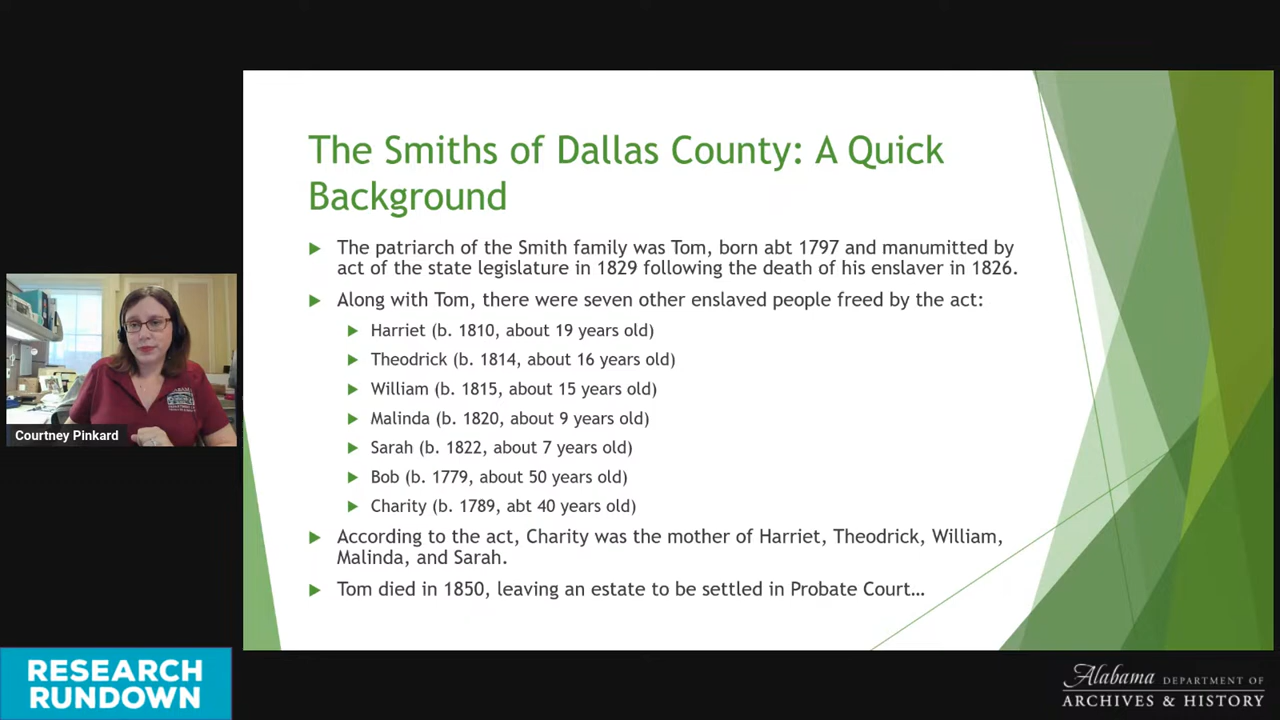 The Smiths of Dallas County: A Quick
Background
The patriarch of the Smith family was Tom, born abt 1797 and manumitted by
act of the state legislature in 1829 following the death of his enslaver in 1826.
Along with Tom, there were seven other enslaved people freed by the act:
Harriet (b. 1810, about 19 years old)
Theodrick (b. 1814, about 16 years old)
William (b. 1815, about 15 years old)
Malinda (b. 1820, about 9 years old)
Sarah (b. 1822, about 7 years old)
Bob (b. 1779, about 50 years old)
Charity (b. 1789, abt 40 years old)
According to the act, Charity was the mother of Harriet, Theodrick, William,
Malinda, and Sarah.
Tom died in 1850, leaving an estate to be settled in Probate Court…
Courtney Pinkard
RESEARCH
RUNDOWN
Alabama DEPARTMENT OF
ARCHIVES & HISTORY